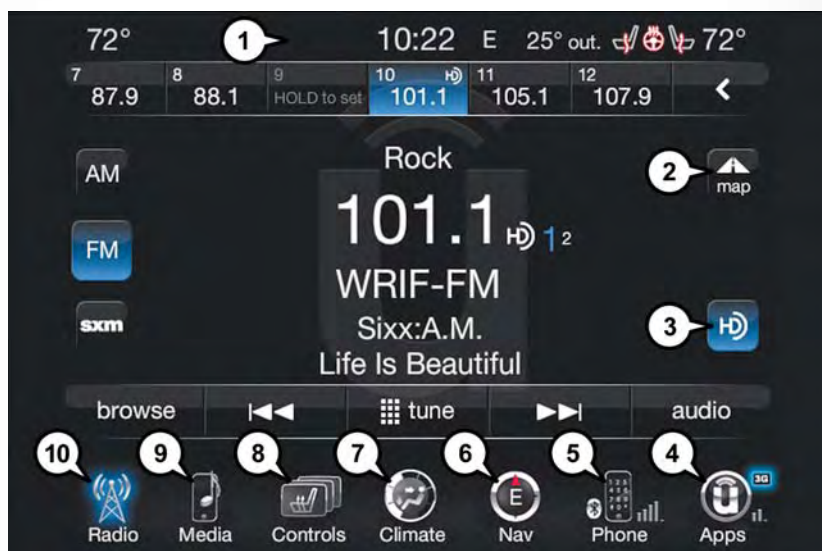 72° 1 10:22 E 25° out. 72°
7 87.9 8 88.1 9 HOLD to set 10 HD 101.1 11 105.1 12 107.9
Rock
AM
2 map
101.1 HD 1 2
FM
WRIF-FM
sxm
Sixx:A.M.
3 HD
Life Is Beautiful
browse tune audio
10 9 8 7 6 5 4
E 3G
Radio Media Controls Climate Nav Phone Apps